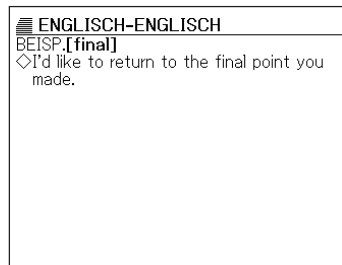 ENGLISCH-ENGLISCH
BEISP.[final]
◇I'd like to return to the final point you
made.